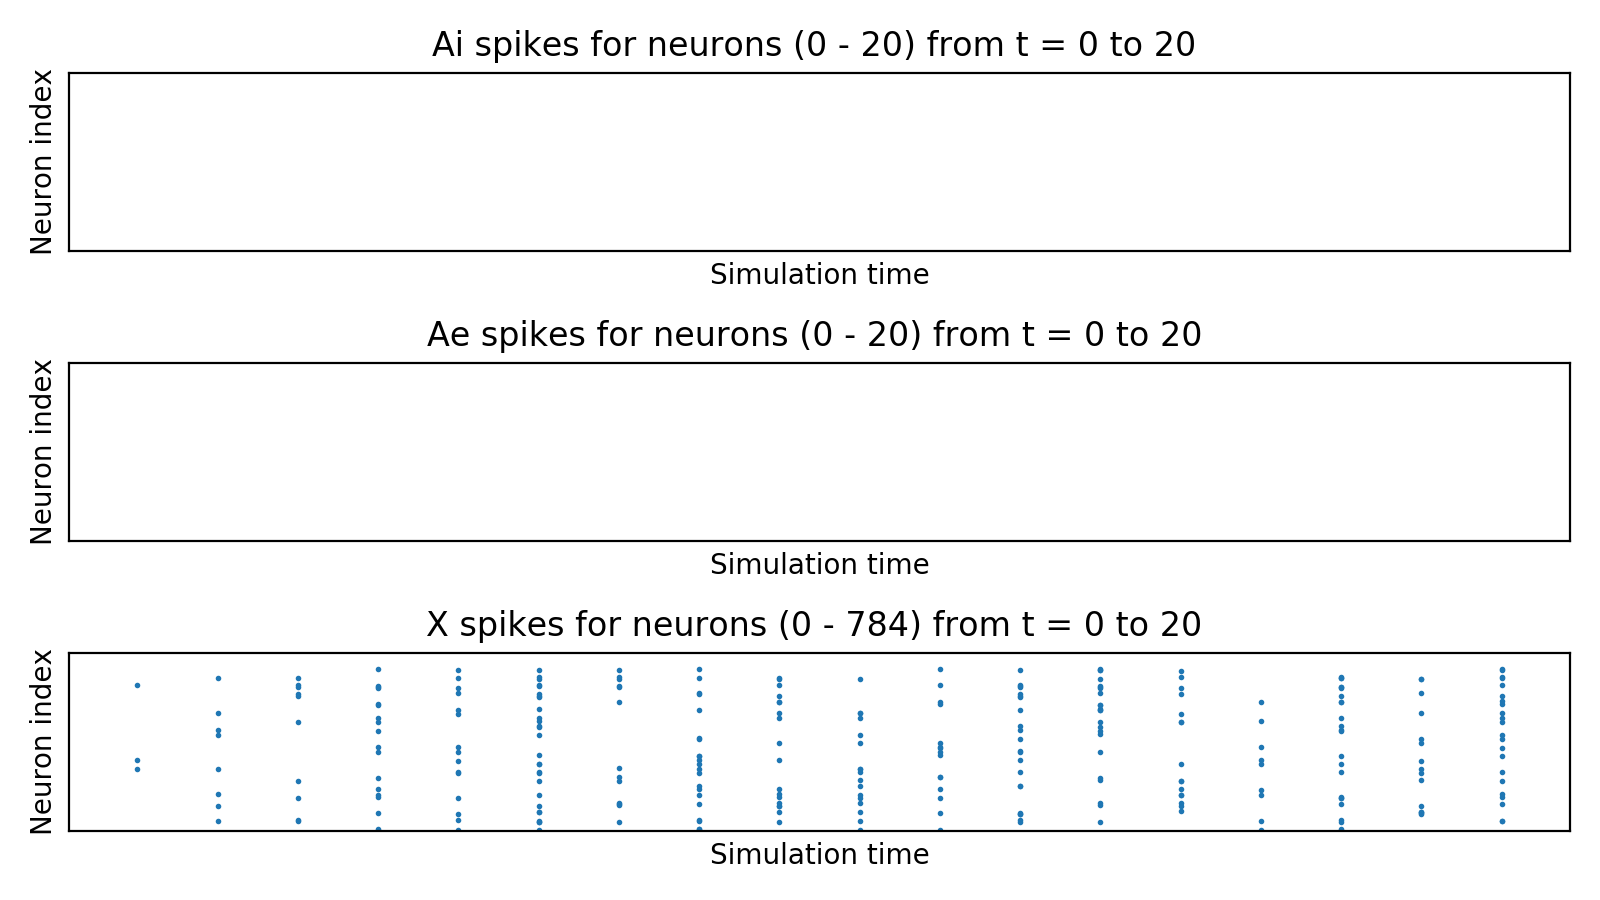 Ai spikes for neurons (0 - 20) from t = 0 to 20
Neuron index
Simulation time
Ae spikes for neurons (0 - 20) from t = 0 to 20
Neuron index
Simulation time
X spikes for neurons (0 - 784) from t = 0 to 20
Neuron index
Simulation time